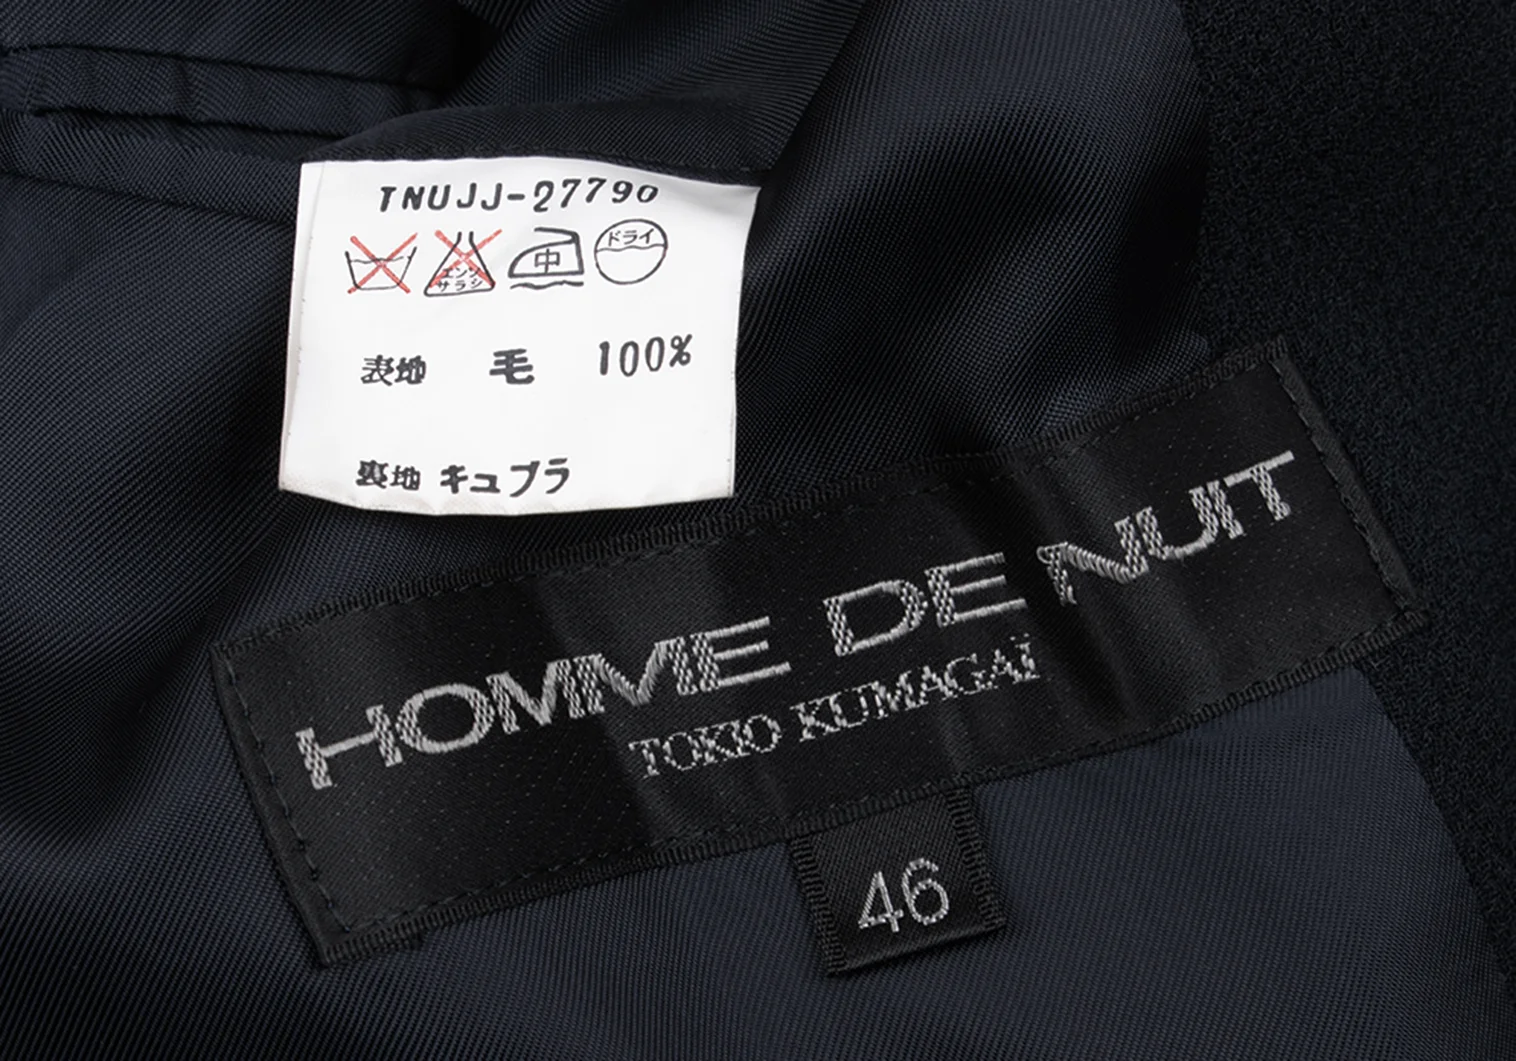 TNUJJ-27790
エンソ
サラシ
中
ドライ
表地 毛 100%
裏地 キュプラ
HOMME DE NUIT
TOKIO KUMAGAÏ
46